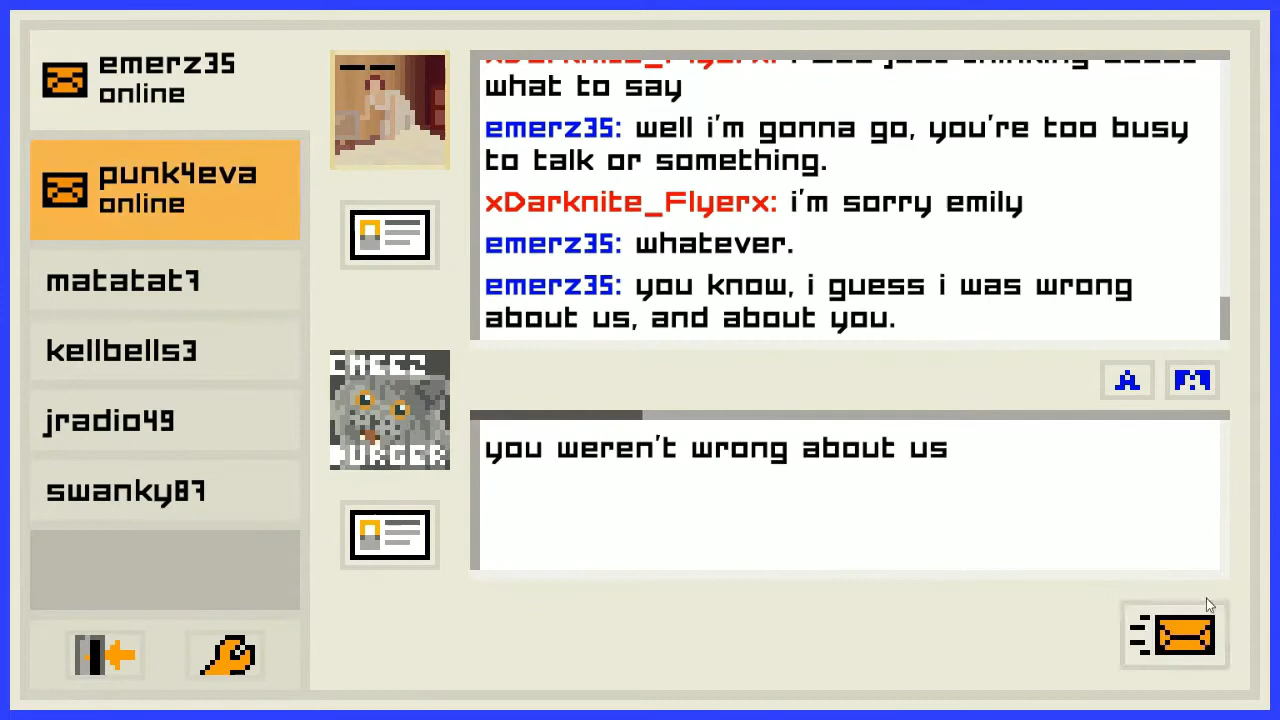 emerz35
online
punk4eva
online
matatat7
kellbells3
jradio49
swanky87
what to say
emerz35: well i'm gonna go, you're too busy
to talk or something.
xDarknite_Flyerx: i'm sorry emily
emerz35: whatever.
emerz35: you know, i guess i was wrong
about us, and about you.
CHEEZ
BURGER
A
you weren't wrong about us